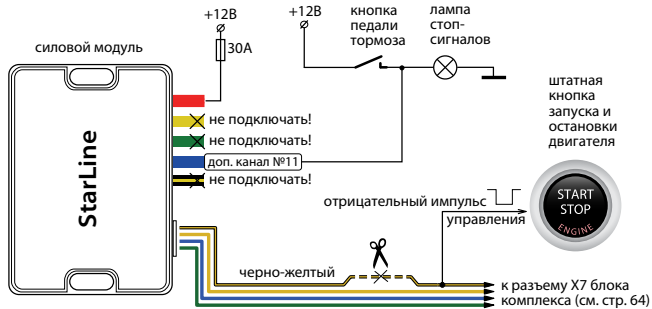 +12В
+12В
кнопка
педали
тормоза
лампа
стоп-
сигналов
силовой модуль
30А
StarLine
не подключать!
не подключать!
доп. канал №11
не подключать!
штатная
кнопка
запуска и
остановки
двигателя
START
STOP
ENGINE
отрицательный импульс
управления
черно-желтый
к разъему X7 блока
комплекса (см. стр. 64)